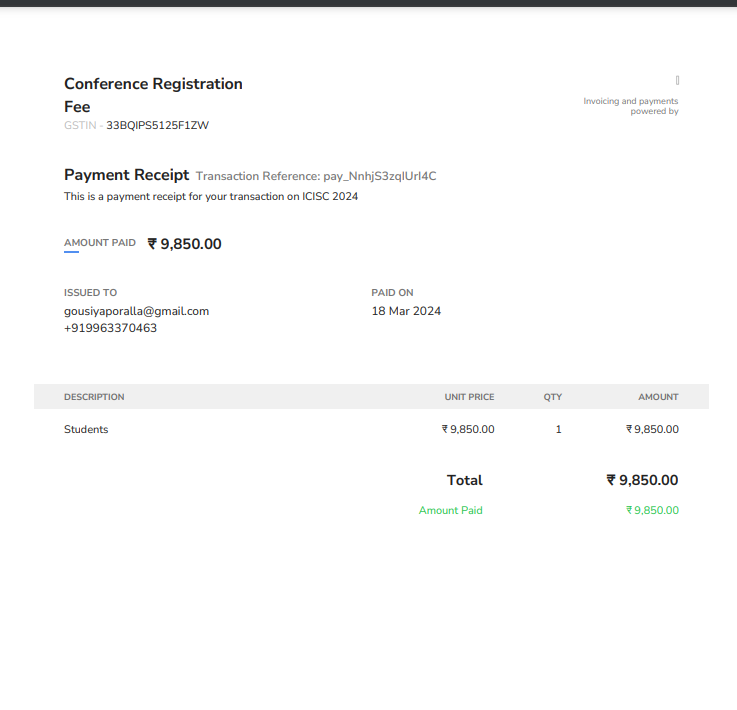 Conference Registration
Fee
GSTIN - 33BQIPS5125F1ZW
Invoicing and payments
powered by
Payment Receipt Transaction Reference: pay_NnhjS3zqIUrI4C
This is a payment receipt for your transaction on ICISC 2024
AMOUNT PAID ₹ 9,850.00
ISSUED TO
gousiyaporalla@gmail.com
+919963370463
PAID ON
18 Mar 2024
DESCRIPTION UNIT PRICE QTY AMOUNT
Students ₹ 9,850.00 1 ₹ 9,850.00
Total ₹ 9,850.00
Amount Paid ₹ 9,850.00